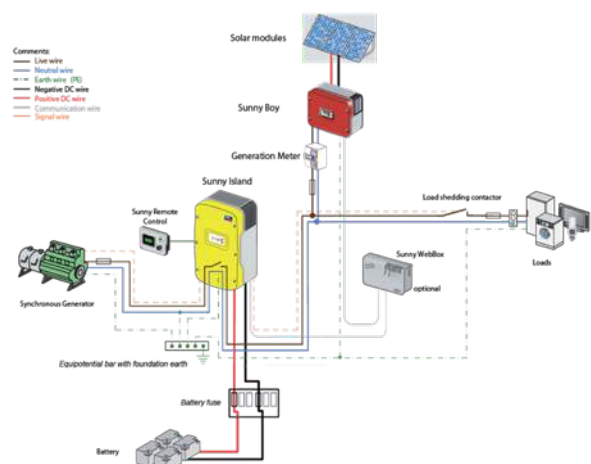 Solar modules
Comments:
Live wire
Neutral wire
Earth wire (PE)
Negative DC wire
Positive DC wire
Communication wire
Signal wire
Sunny Boy
Generation Meter
Sunny Island
Sunny Remote
Control
Load shedding contactor
Sunny WebBox
optional
Loads
Synchronous Generator
Equipotential bar with foundation earth
Battery fuse
Battery